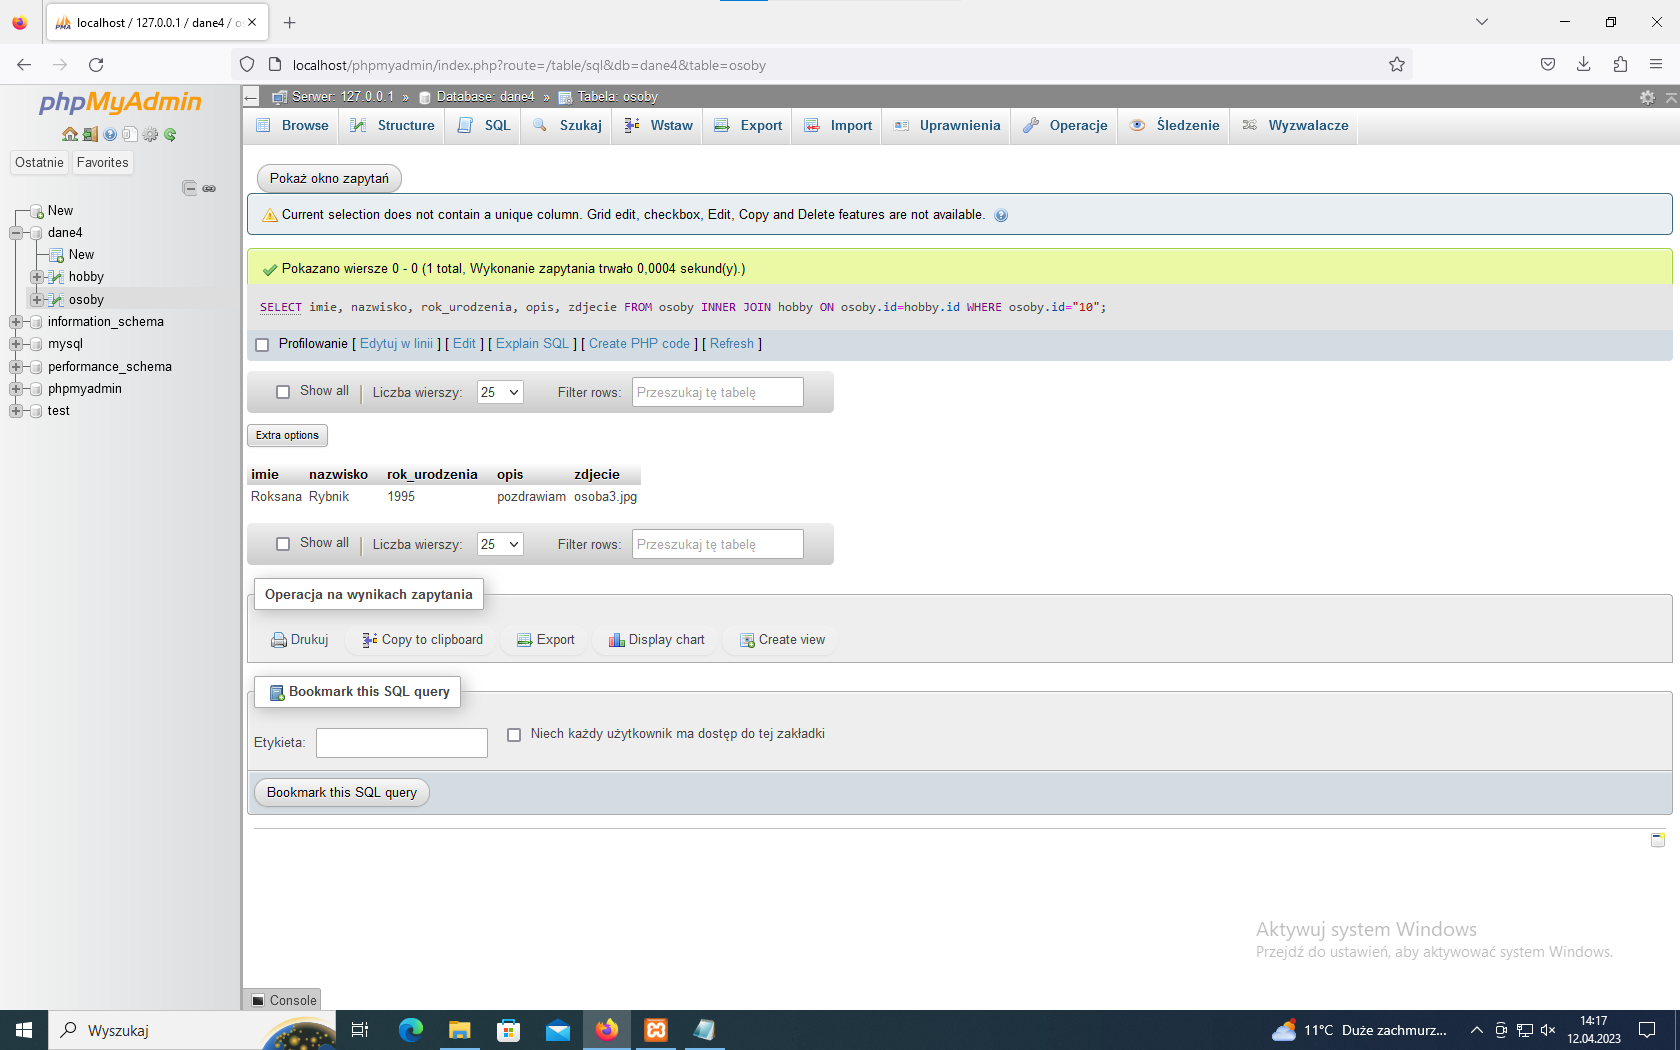 localhost / 127.0.0.1 / dane4 / o
localhost/phpmyadmin/index.php?route=/table/sql&db=dane4&table=osoby
phpMyAdmin
Ostatnie Favorites
New
dane4
New
hobby
osoby
information_schema
mysql
performance_schema
phpmyadmin
test
Serwer: 127.0.0.1 » Database: dane4 » Tabela: osoby
Browse Structure SQL Szukaj Wstaw Export Import Uprawnienia Operacje Śledzenie Wyzwalacze
Pokaż okno zapytań
Current selection does not contain a unique column. Grid edit, checkbox, Edit, Copy and Delete features are not available.
Pokazano wiersze 0 - 0 (1 total, Wykonanie zapytania trwało 0,0004 sekund(y).)
SELECT imie, nazwisko, rok_urodzenia, opis, zdjecie FROM osoby INNER JOIN hobby ON osoby.id=hobby.id WHERE osoby.id="10";
Profilowanie [ Edytuj w linii ] [ Edit ] [ Explain SQL ] [ Create PHP code ] [ Refresh ]
Show all Liczba wierszy: 25 Filter rows: Przeszukaj tę tabelę
Extra options
imie nazwisko rok_urodzenia opis zdjecie
Roksana Rybnik 1995 pozdrawiam osoba3.jpg
Show all Liczba wierszy: 25 Filter rows: Przeszukaj tę tabelę
Operacja na wynikach zapytania
Drukuj Copy to clipboard Export Display chart Create view
Bookmark this SQL query
Etykieta: Niech każdy użytkownik ma dostęp do tej zakładki
Bookmark this SQL query
Aktywuj system Windows
Przejdź do ustawień, aby aktywować system Windows.
Console
Wyszukaj
11°C Duże zachmurz...
14:17
12.04.2023